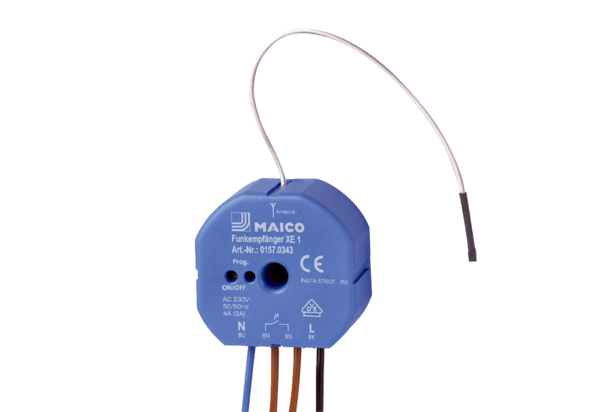 Antenne
MAICO
Funkempfänger XE 1
Art.-Nr.: 0157.0343
Prog.
CE
ON/OFF
INSTA 57607
AC 230V~
50/60Hz
4A (2A)
µ
N
L
BU
BN
BN
BK